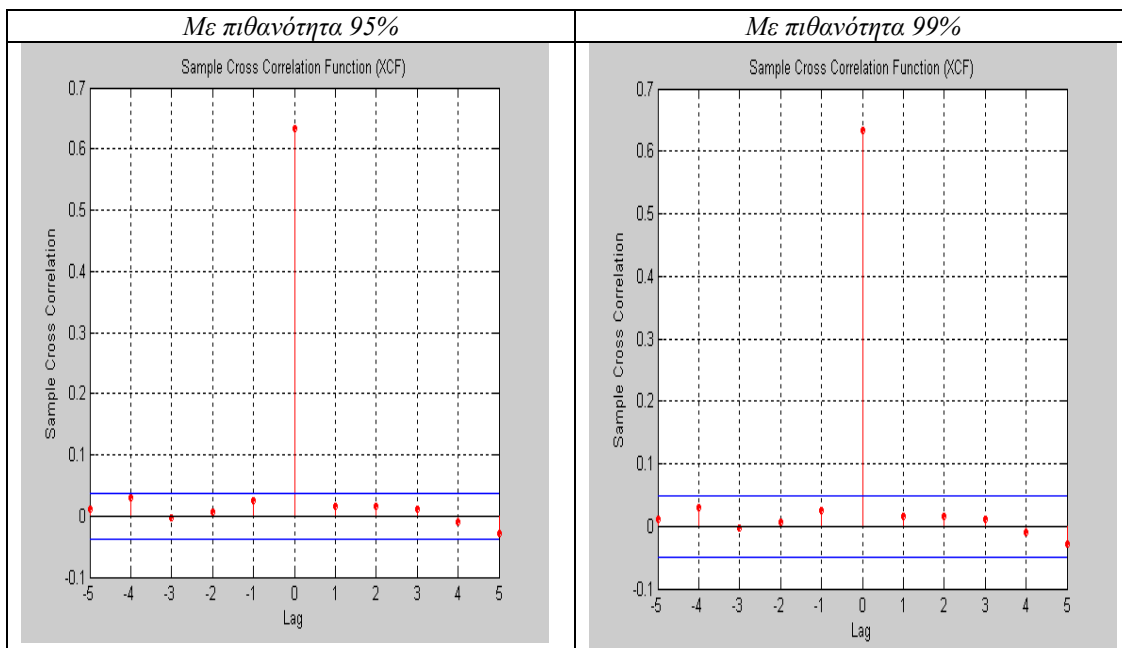 Με πιθανότητα 95%
Με πιθανότητα 99%
Sample Cross Correlation Function (XCF)
0.7
0.6
0.5
0.4
0.3
0.2
0.1
0
-0.1
Sample Cross Correlation
-5 -4 -3 -2 -1 0 1 2 3 4 5
Lag
Sample Cross Correlation Function (XCF)
0.7
0.6
0.5
0.4
0.3
0.2
0.1
0
-0.1
Sample Cross Correlation
-5 -4 -3 -2 -1 0 1 2 3 4 5
Lag